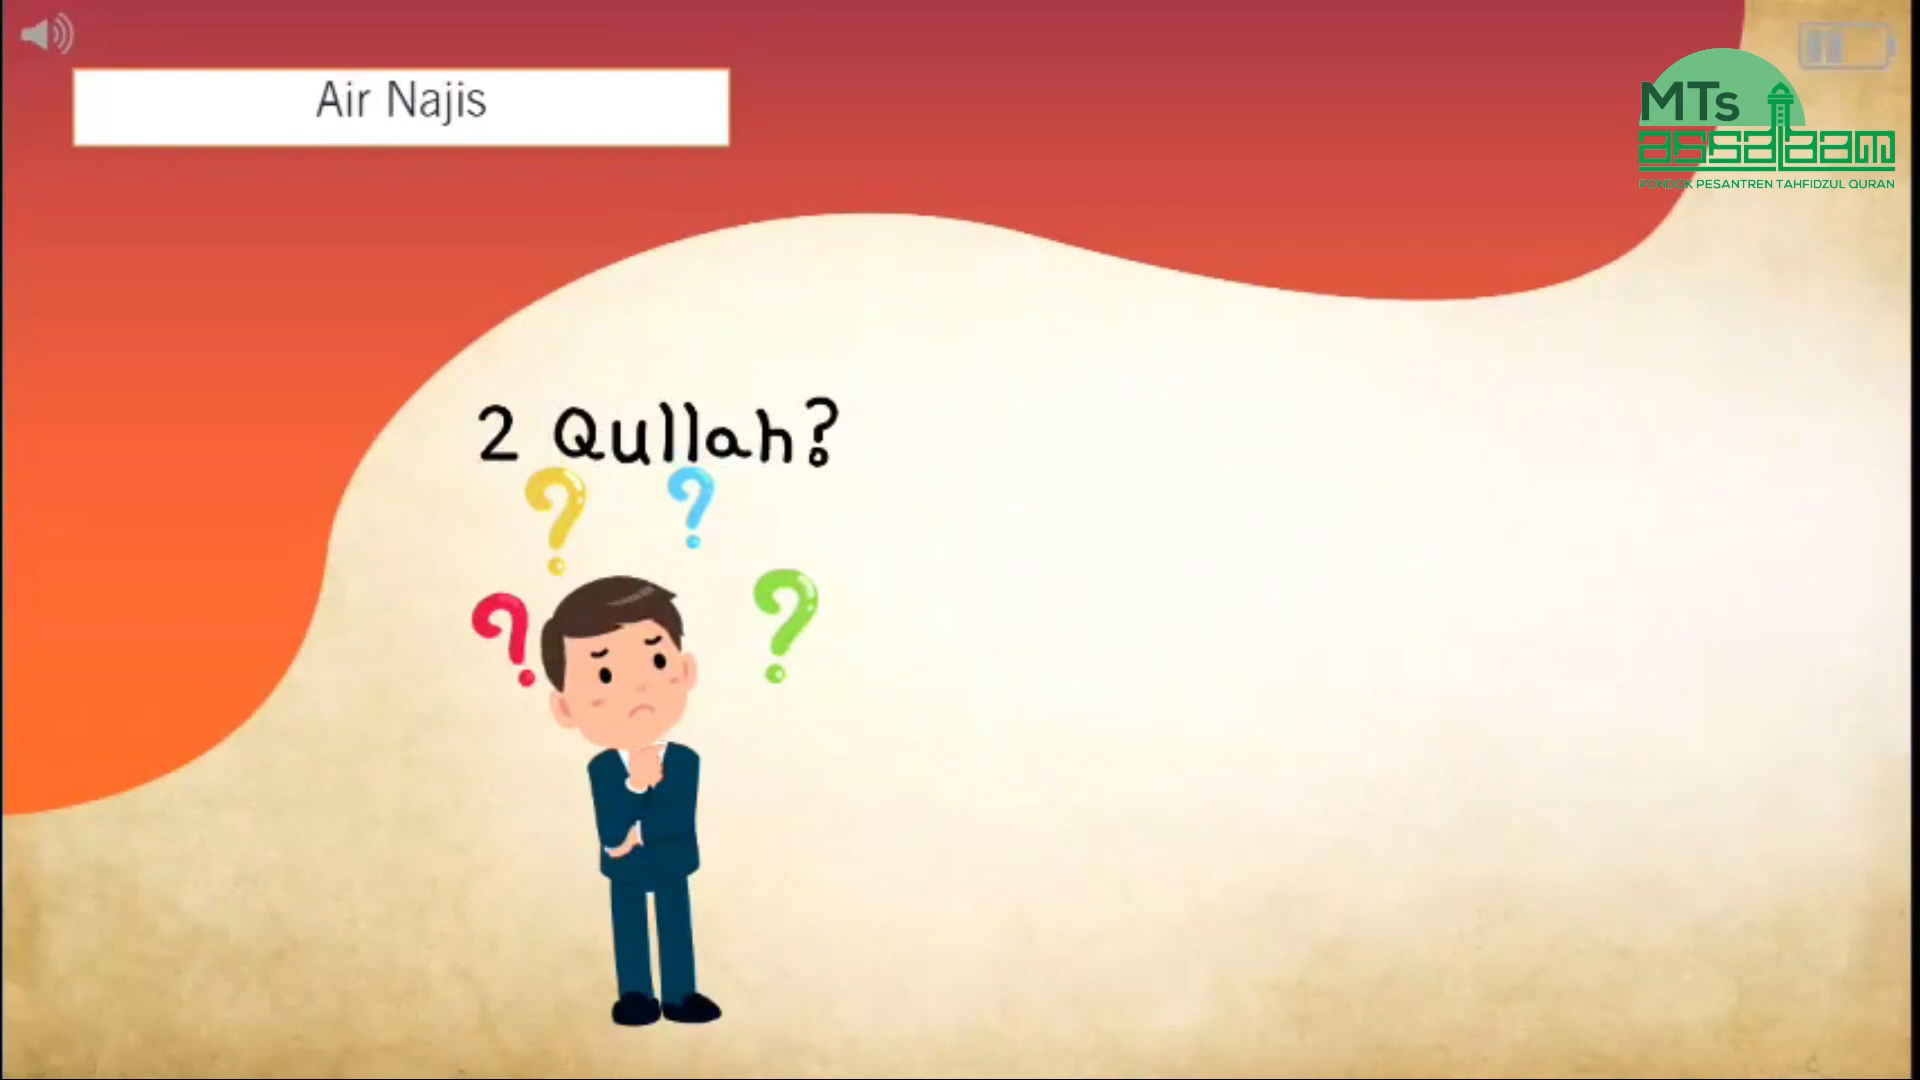 Air Najis
MTs
assalaam
PONDOK PESANTREN TAHFIDZUL QURAN
2 Qullah?